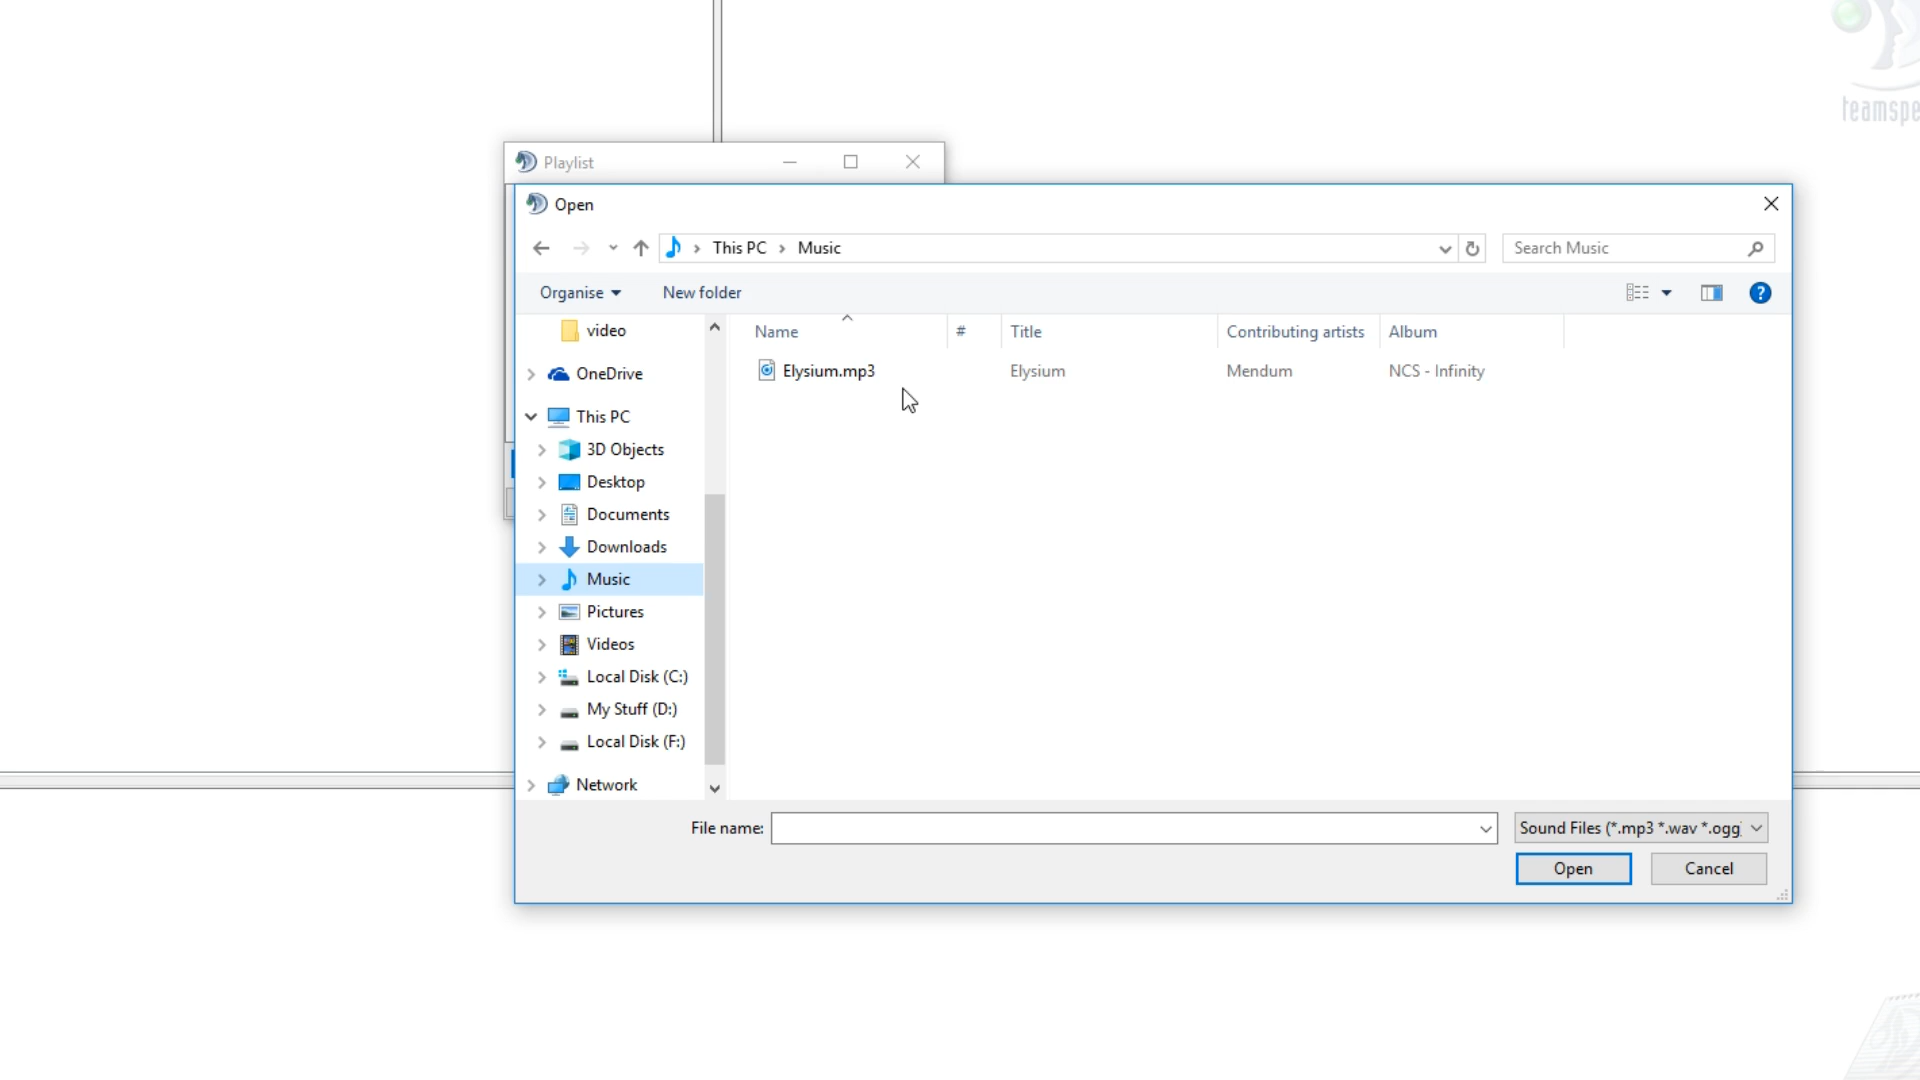 teamspe
Playlist
Open
This PC
Music
Search Music
Organise
New folder
Name
#
Title
Contributing artists
Album
Elysium.mp3
Elysium
Mendum
NCS - Infinity
video
OneDrive
This PC
3D Objects
Desktop
Documents
Downloads
Music
Pictures
Videos
Local Disk (C:)
My Stuff (D:)
Local Disk (F:)
Network
File name:
Sound Files (*.mp3 *.wav *.ogg
Open
Cancel